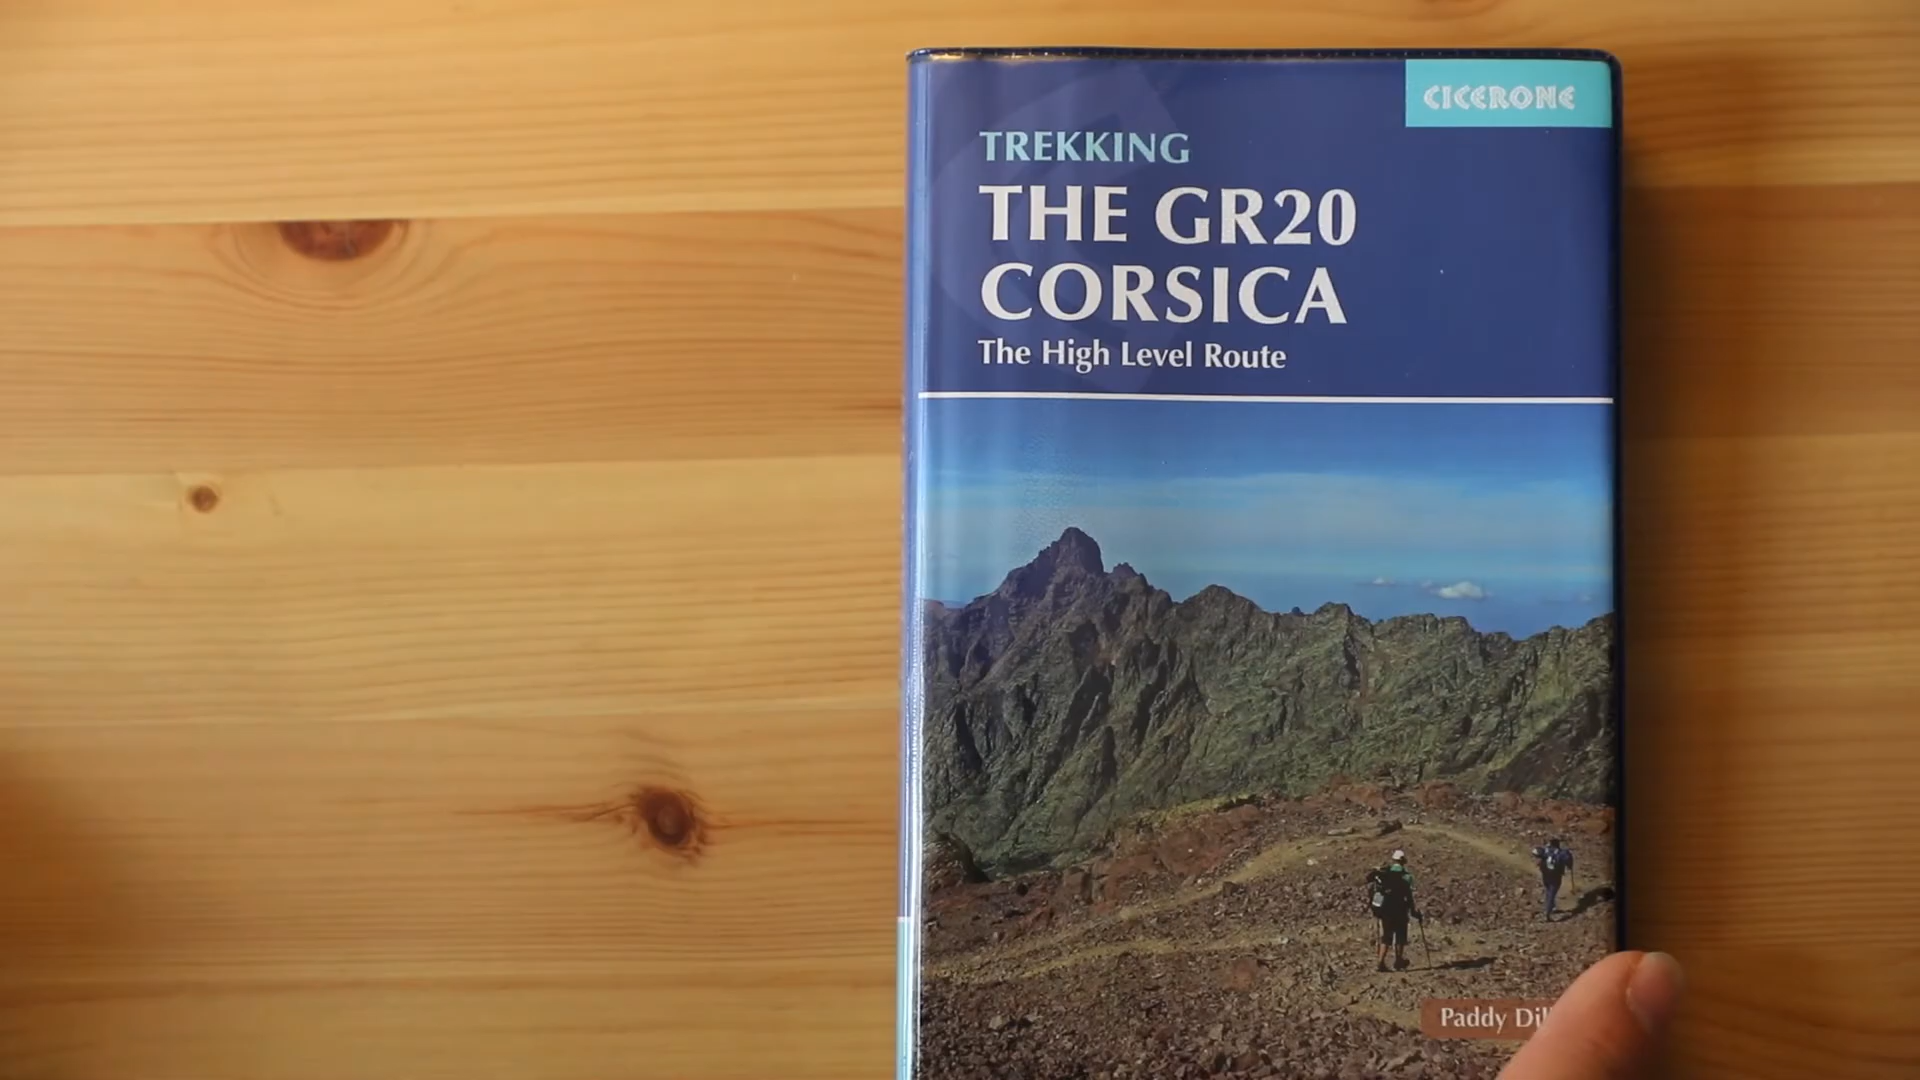 CICERONE
TREKKING
THE GR20
CORSICA
The High Level Route
Paddy